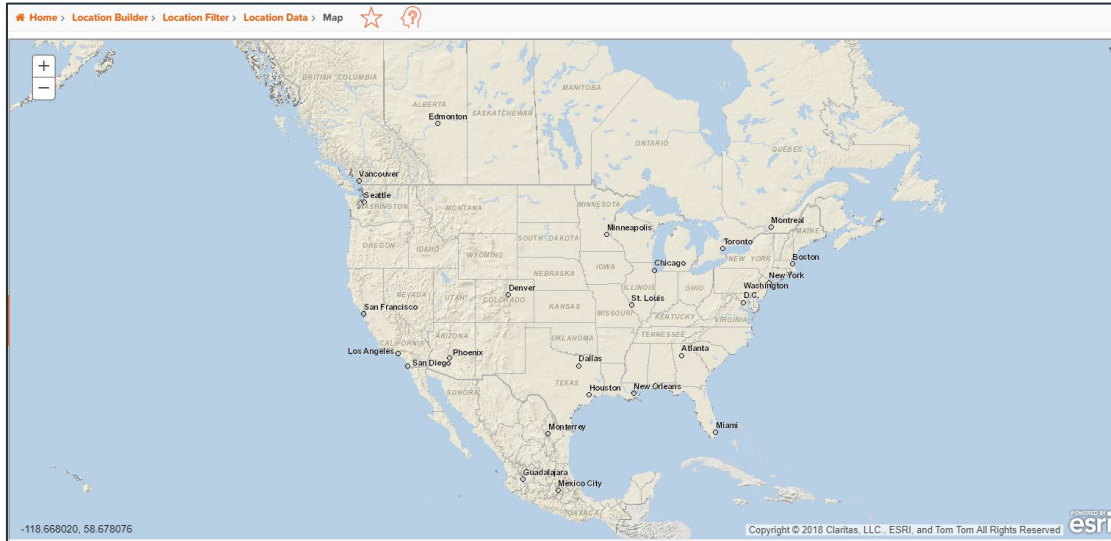 Home > Location Builder > Location Filter > Location Data > Map
+
−
BRITISH COLUMBIA
ALBERTA
Edmonton
SASKATCHEWAN
MANITOBA
ONTARIO
QUÉBEC
Vancouver
Seattle
WASHINGTON
MONTANA
MINNESOTA
Minneapolis
Montreal
MAINE
Toronto
OREGON
IDAHO
WYOMING
SOUTH DAKOTA
NEW YORK
Boston
Chicago
IOWA
NEBRASKA
New York
Washington D.C.
NEVADA
UTAH
Denver
COLORADO
ILLINOIS
OHIO
St. Louis
KANSAS
MISSOURI
KENTUCKY
VIRGINIA
San Francisco
CALIFORNIA
ARIZONA
OKLAHOMA
TENNESSEE
Los Angeles
Phoenix
San Diego
Dallas
Atlanta
TEXAS
SONORA
Houston
New Orleans
Monterrey
Miami
Guadalajara
Mexico City
OAXACA
-118.668020, 58.678076
Copyright © 2018 Claritas, LLC., ESRI, and Tom Tom All Rights Reserved
POWERED BY
esri